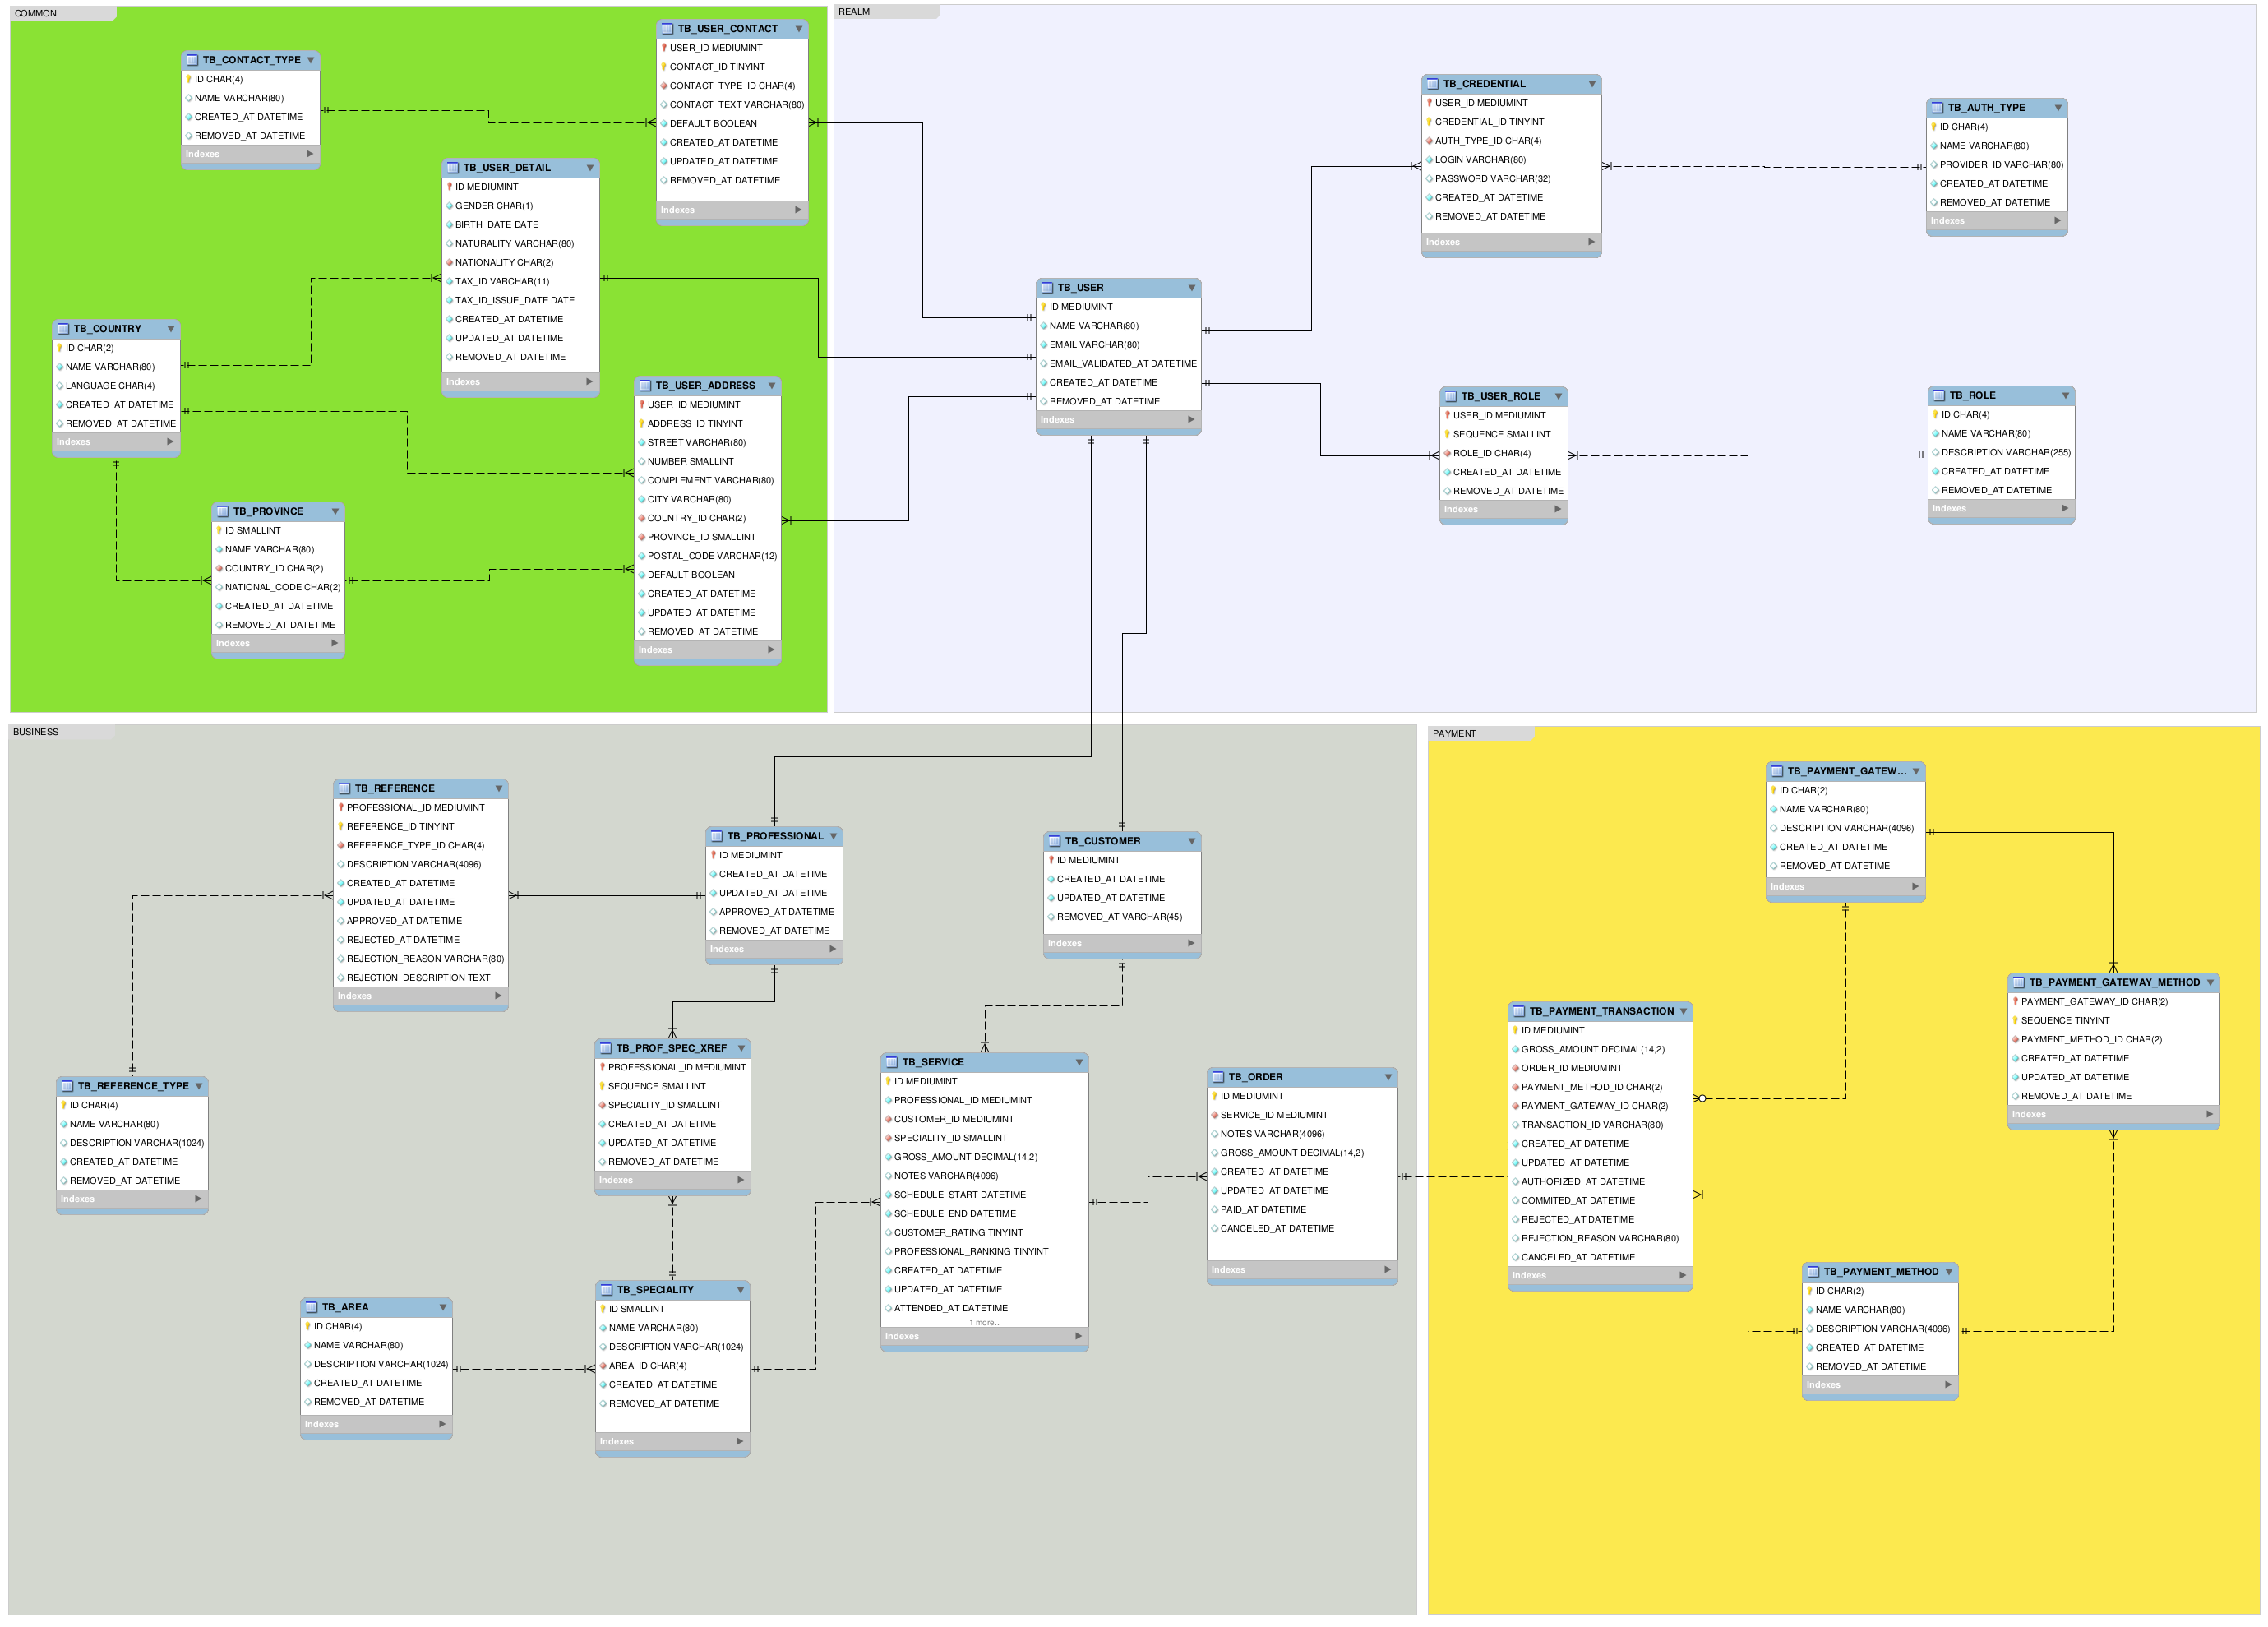 COMMON
TB_CONTACT_TYPE
ID CHAR(4)
NAME VARCHAR(80)
CREATED_AT DATETIME
REMOVED_AT DATETIME
Indexes
TB_USER_CONTACT
USER_ID MEDIUMINT
CONTACT_ID TINYINT
CONTACT_TYPE_ID CHAR(4)
CONTACT_TEXT VARCHAR(80)
DEFAULT BOOLEAN
CREATED_AT DATETIME
UPDATED_AT DATETIME
REMOVED_AT DATETIME
Indexes
TB_USER_DETAIL
ID MEDIUMINT
GENDER CHAR(1)
BIRTH_DATE DATE
NATURALITY VARCHAR(80)
NATIONALITY CHAR(2)
TAX_ID VARCHAR(11)
TAX_ID_ISSUE_DATE DATE
CREATED_AT DATETIME
UPDATED_AT DATETIME
REMOVED_AT DATETIME
Indexes
TB_COUNTRY
ID CHAR(2)
NAME VARCHAR(80)
LANGUAGE CHAR(4)
CREATED_AT DATETIME
REMOVED_AT DATETIME
Indexes
TB_USER_ADDRESS
USER_ID MEDIUMINT
ADDRESS_ID TINYINT
STREET VARCHAR(80)
NUMBER SMALLINT
COMPLEMENT VARCHAR(80)
CITY VARCHAR(80)
COUNTRY_ID CHAR(2)
PROVINCE_ID SMALLINT
POSTAL_CODE VARCHAR(12)
DEFAULT BOOLEAN
CREATED_AT DATETIME
UPDATED_AT DATETIME
REMOVED_AT DATETIME
Indexes
TB_PROVINCE
ID SMALLINT
NAME VARCHAR(80)
COUNTRY_ID CHAR(2)
NATIONAL_CODE CHAR(2)
CREATED_AT DATETIME
REMOVED_AT DATETIME
Indexes
REALM
TB_CREDENTIAL
USER_ID MEDIUMINT
CREDENTIAL_ID TINYINT
AUTH_TYPE_ID CHAR(4)
LOGIN VARCHAR(80)
PASSWORD VARCHAR(32)
CREATED_AT DATETIME
REMOVED_AT DATETIME
Indexes
TB_AUTH_TYPE
ID CHAR(4)
NAME VARCHAR(80)
PROVIDER_ID VARCHAR(80)
CREATED_AT DATETIME
REMOVED_AT DATETIME
Indexes
TB_USER
ID MEDIUMINT
NAME VARCHAR(80)
EMAIL VARCHAR(80)
EMAIL_VALIDATED_AT DATETIME
CREATED_AT DATETIME
REMOVED_AT DATETIME
Indexes
TB_USER_ROLE
USER_ID MEDIUMINT
SEQUENCE SMALLINT
ROLE_ID CHAR(4)
CREATED_AT DATETIME
REMOVED_AT DATETIME
Indexes
TB_ROLE
ID CHAR(4)
NAME VARCHAR(80)
DESCRIPTION VARCHAR(255)
CREATED_AT DATETIME
REMOVED_AT DATETIME
Indexes
BUSINESS
TB_REFERENCE
PROFESSIONAL_ID MEDIUMINT
REFERENCE_ID TINYINT
REFERENCE_TYPE_ID CHAR(4)
DESCRIPTION VARCHAR(4096)
CREATED_AT DATETIME
UPDATED_AT DATETIME
APPROVED_AT DATETIME
REJECTED_AT DATETIME
REJECTION_REASON VARCHAR(80)
REJECTION_DESCRIPTION TEXT
Indexes
TB_PROFESSIONAL
ID MEDIUMINT
CREATED_AT DATETIME
UPDATED_AT DATETIME
APPROVED_AT DATETIME
REMOVED_AT DATETIME
Indexes
TB_CUSTOMER
ID MEDIUMINT
CREATED_AT DATETIME
UPDATED_AT DATETIME
REMOVED_AT VARCHAR(45)
Indexes
TB_REFERENCE_TYPE
ID CHAR(4)
NAME VARCHAR(80)
DESCRIPTION VARCHAR(1024)
CREATED_AT DATETIME
REMOVED_AT DATETIME
Indexes
TB_PROF_SPEC_XREF
PROFESSIONAL_ID MEDIUMINT
SEQUENCE SMALLINT
SPECIALITY_ID SMALLINT
CREATED_AT DATETIME
UPDATED_AT DATETIME
REMOVED_AT DATETIME
Indexes
TB_SERVICE
ID MEDIUMINT
PROFESSIONAL_ID MEDIUMINT
CUSTOMER_ID MEDIUMINT
SPECIALITY_ID SMALLINT
GROSS_AMOUNT DECIMAL(14,2)
NOTES VARCHAR(4096)
SCHEDULE_START DATETIME
SCHEDULE_END DATETIME
CUSTOMER_RATING TINYINT
PROFESSIONAL_RANKING TINYINT
CREATED_AT DATETIME
UPDATED_AT DATETIME
ATTENDED_AT DATETIME
1 more...
Indexes
TB_ORDER
ID MEDIUMINT
SERVICE_ID MEDIUMINT
NOTES VARCHAR(4096)
GROSS_AMOUNT DECIMAL(14,2)
CREATED_AT DATETIME
UPDATED_AT DATETIME
PAID_AT DATETIME
CANCELED_AT DATETIME
Indexes
TB_AREA
ID CHAR(4)
NAME VARCHAR(80)
DESCRIPTION VARCHAR(1024)
CREATED_AT DATETIME
REMOVED_AT DATETIME
Indexes
TB_SPECIALITY
ID SMALLINT
NAME VARCHAR(80)
DESCRIPTION VARCHAR(1024)
AREA_ID CHAR(4)
CREATED_AT DATETIME
REMOVED_AT DATETIME
Indexes
PAYMENT
TB_PAYMENT_GATEW...
ID CHAR(2)
NAME VARCHAR(80)
DESCRIPTION VARCHAR(4096)
CREATED_AT DATETIME
REMOVED_AT DATETIME
Indexes
TB_PAYMENT_GATEWAY_METHOD
PAYMENT_GATEWAY_ID CHAR(2)
SEQUENCE TINYINT
PAYMENT_METHOD_ID CHAR(2)
CREATED_AT DATETIME
UPDATED_AT DATETIME
REMOVED_AT DATETIME
Indexes
TB_PAYMENT_TRANSACTION
ID MEDIUMINT
GROSS_AMOUNT DECIMAL(14,2)
ORDER_ID MEDIUMINT
PAYMENT_METHOD_ID CHAR(2)
PAYMENT_GATEWAY_ID CHAR(2)
TRANSACTION_ID VARCHAR(80)
CREATED_AT DATETIME
UPDATED_AT DATETIME
AUTHORIZED_AT DATETIME
COMMITED_AT DATETIME
REJECTED_AT DATETIME
REJECTION_REASON VARCHAR(80)
CANCELED_AT DATETIME
Indexes
TB_PAYMENT_METHOD
ID CHAR(2)
NAME VARCHAR(80)
DESCRIPTION VARCHAR(4096)
CREATED_AT DATETIME
REMOVED_AT DATETIME
Indexes